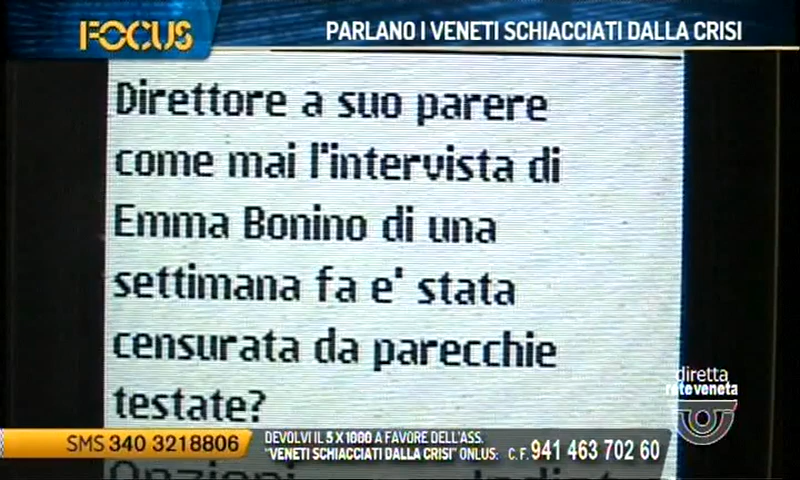 FOCUS
PARLANO I VENETI SCHIACCIATI DALLA CRISI
Direttore a suo parere
come mai l'intervista di
Emma Bonino di una
settimana fa e' stata
censurata da parecchie
testate?
diretta
reteveneta
SMS 340 3218806
DEVOLVI IL 5 X 1000 A FAVORE DELL'ASS.
"VENETI SCHIACCIATI DALLA CRISI" ONLUS: C.F. 941 463 702 60
Opzioni